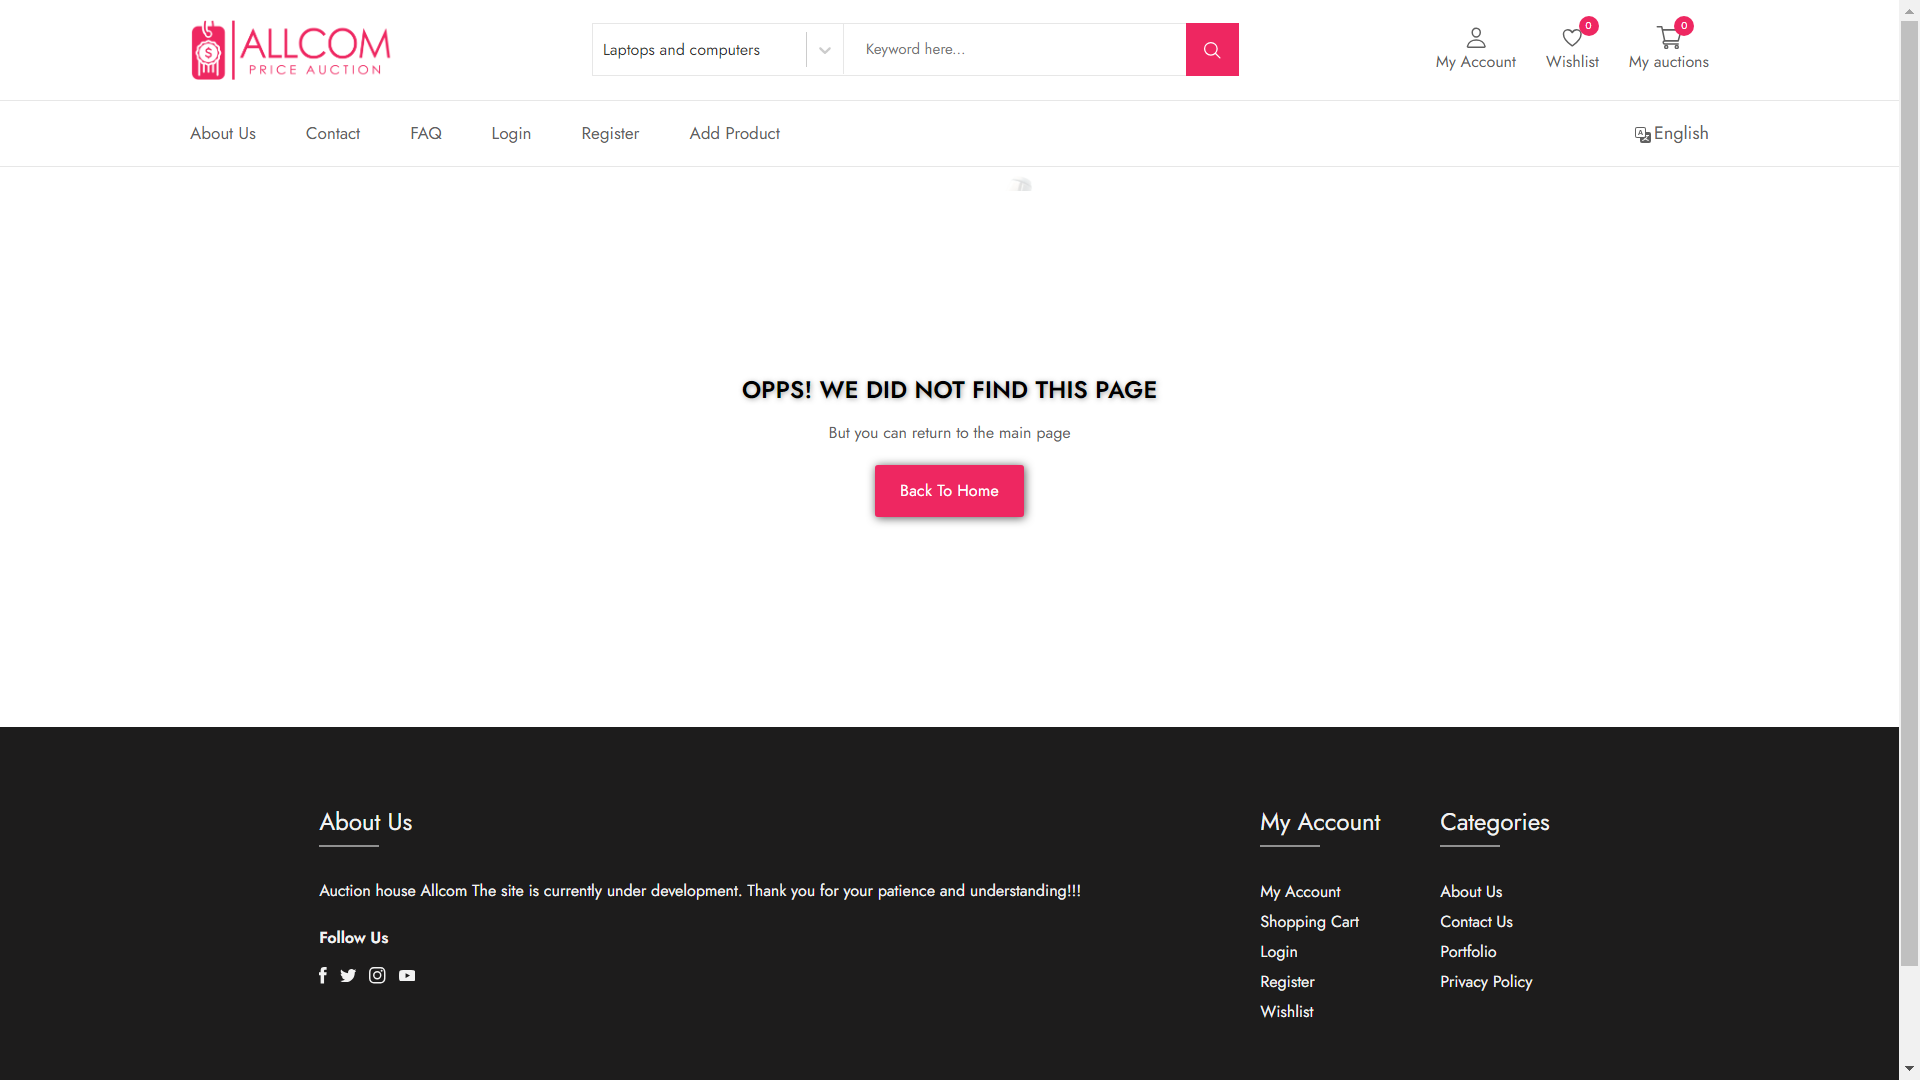 ALLCOM
PRICE AUCTION
Laptops and computers
Keyword here...
My Account
0
Wishlist
0
My auctions
About Us
Contact
FAQ
Login
Register
Add Product
English
OPPS! WE DID NOT FIND THIS PAGE
But you can return to the main page
Back To Home
About Us
Auction house Allcom The site is currently under development. Thank you for your patience and understanding!!!
Follow Us
My Account
My Account
Shopping Cart
Login
Register
Wishlist
Categories
About Us
Contact Us
Portfolio
Privacy Policy